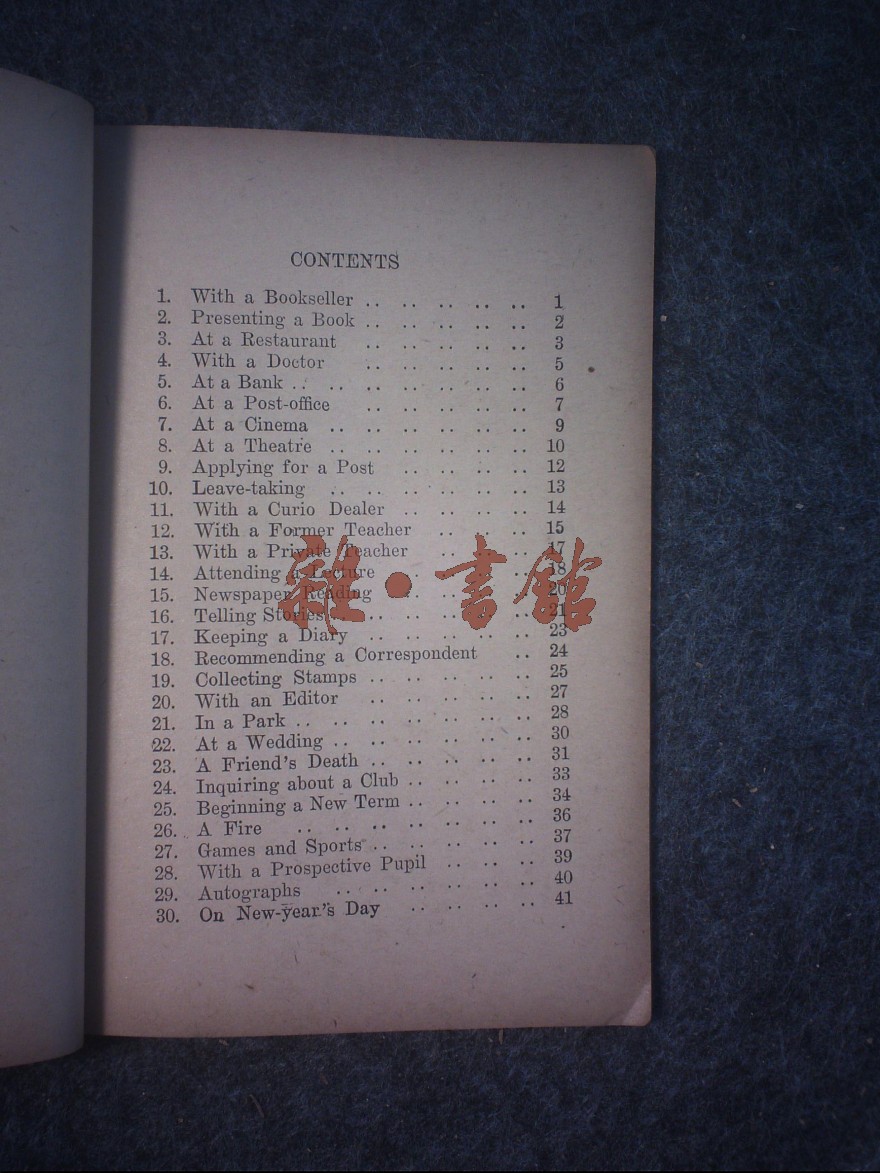 CONTENTS
1. With a Bookseller .. .. .. .. .. 1
2. Presenting a Book .. .. .. .. .. 2
3. At a Restaurant .. .. .. .. .. 3
4. With a Doctor .. .. .. .. .. 5
5. At a Bank .. .. .. .. .. .. .. 6
6. At a Post-office .. .. .. .. .. 7
7. At a Cinema .. .. .. .. .. .. 9
8. At a Theatre .. .. .. .. .. .. 10
9. Applying for a Post .. .. .. .. 12
10. Leave-taking .. .. .. .. .. .. 13
11. With a Curio Dealer .. .. .. .. 14
12. With a Former Teacher .. .. .. 15
13. With a Private Teacher .. .. .. 17
14. Attending a Lecture .. .. .. .. 18
15. Newspaper Reading .. .. .. .. 20
16. Telling Stories .. .. .. .. .. 21
17. Keeping a Diary .. .. .. .. .. 23
18. Recommending a Correspondent .. 24
19. Collecting Stamps .. .. .. .. .. 25
20. With an Editor .. .. .. .. .. 27
21. In a Park .. .. .. .. .. .. .. 28
22. At a Wedding .. .. .. .. .. .. 30
23. A Friend's Death .. .. .. .. .. 31
24. Inquiring about a Club .. .. .. .. 33
25. Beginning a New Term .. .. .. .. 34
26. A Fire .. .. .. .. .. .. .. 36
27. Games and Sports .. .. .. .. .. 37
28. With a Prospective Pupil .. .. .. 39
29. Autographs .. .. .. .. .. .. 40
30. On New-year's Day .. .. .. .. 41
雜·書館